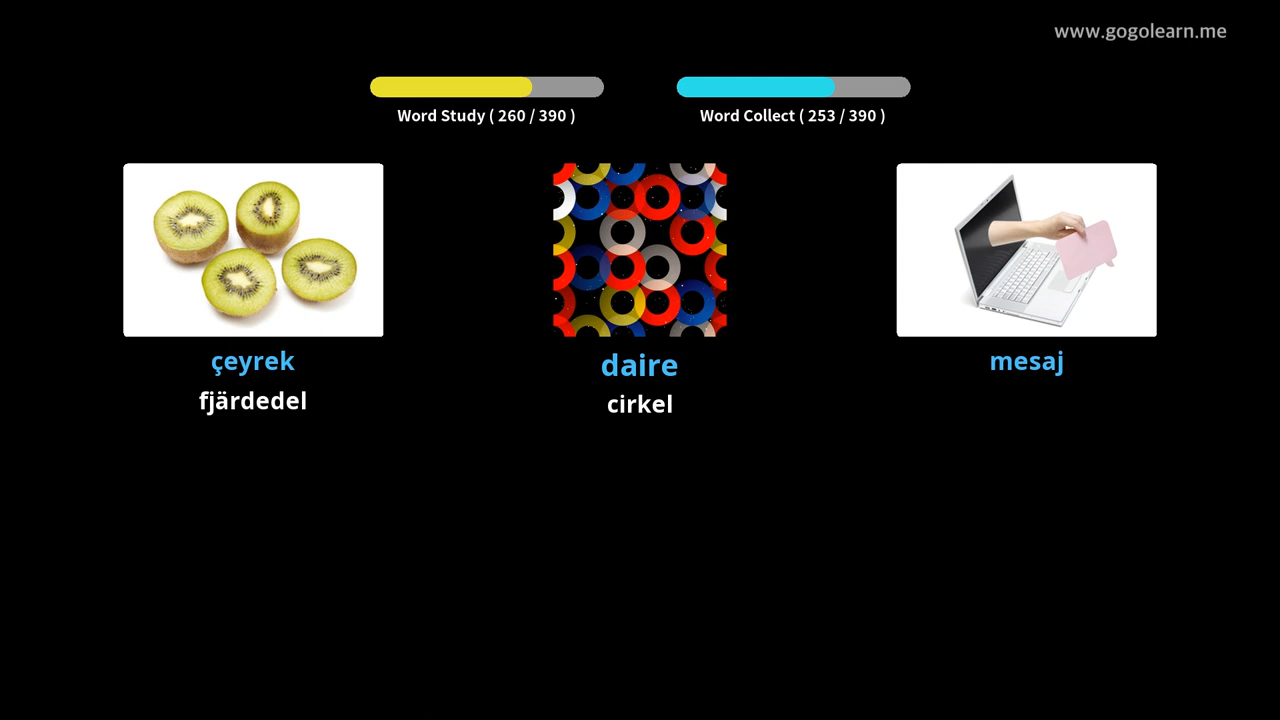 www.gogolearn.me
Word Study ( 260 / 390 )
Word Collect ( 253 / 390 )
çeyrek
fjärdedel
daire
cirkel
mesaj